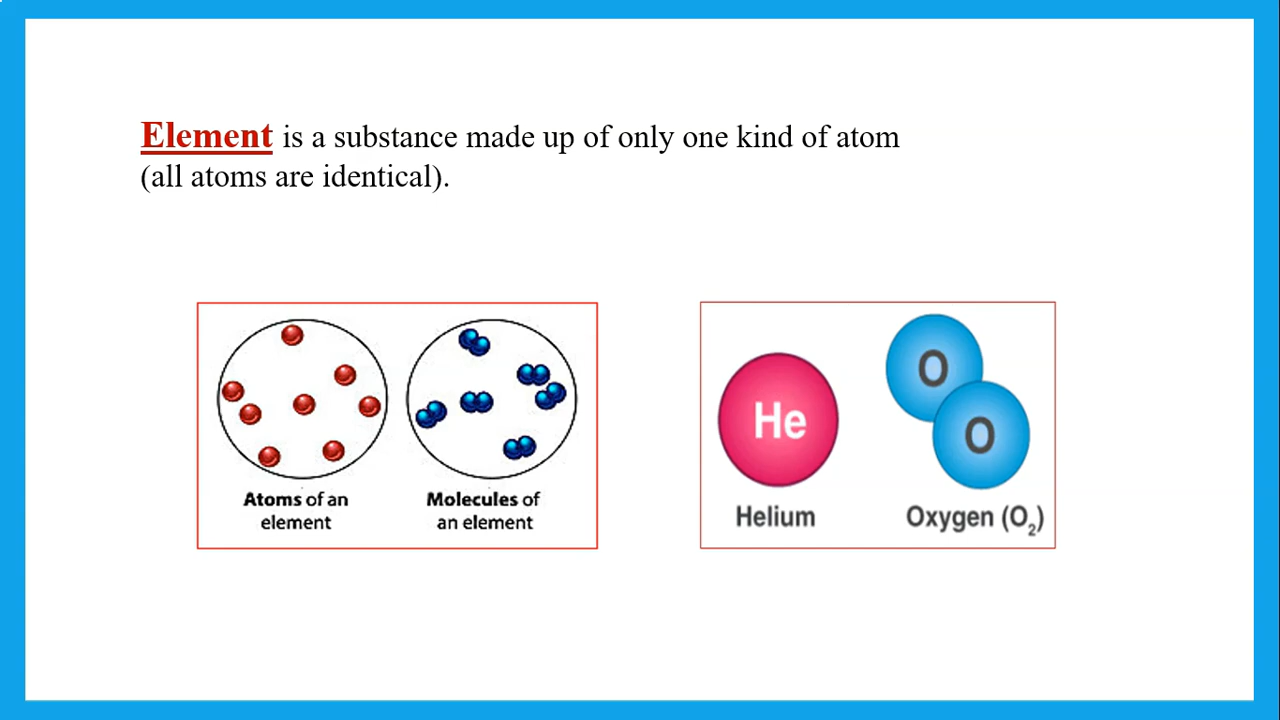 Element is a substance made up of only one kind of atom
(all atoms are identical).
Atoms of an
element
Molecules of
an element
He
Helium
O
O
Oxygen (O₂)